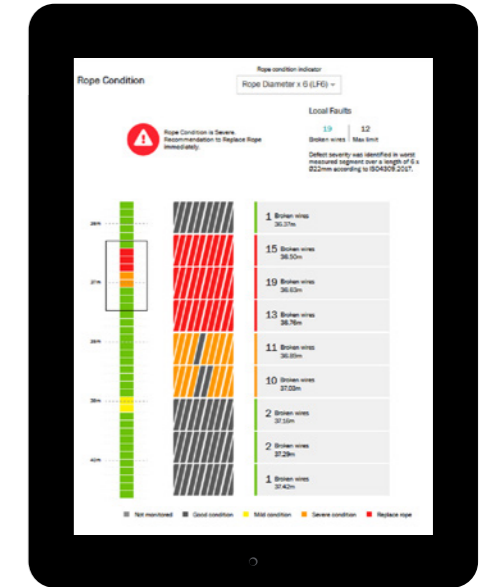 Rope condition indicator
Rope Condition
Rope Diameter x 6 (LF6)
Local Faults
19 12
Broken wires Max limit
Rope Condition is Severe.
Recommendation to Replace Rope
immediately.
Defect severity was identified in worst
measured segment over a length of 6 x
Ø22mm according to ISO4309:2017.
1 Broken wires
36.37m
15 Broken wires
36.50m
19 Broken wires
36.63m
13 Broken wires
36.76m
11 Broken wires
36.89m
10 Broken wires
37.03m
2 Broken wires
37.16m
2 Broken wires
37.29m
1 Broken wires
37.42m
37m
40m
Not monitored Good condition Mild condition Severe condition Replace rope